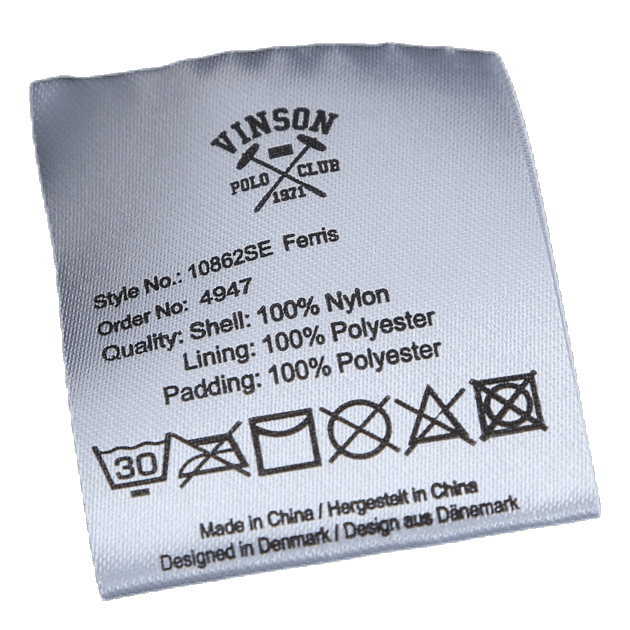 VINSON
POLO CLUB
1971
Style No.: 10862SE Ferris
Order No: 4947
Quality: Shell: 100% Nylon
Lining: 100% Polyester
Padding: 100% Polyester
30
Made in China / Hergestalt in China
Designed in Denmark / Design aus Dänemark